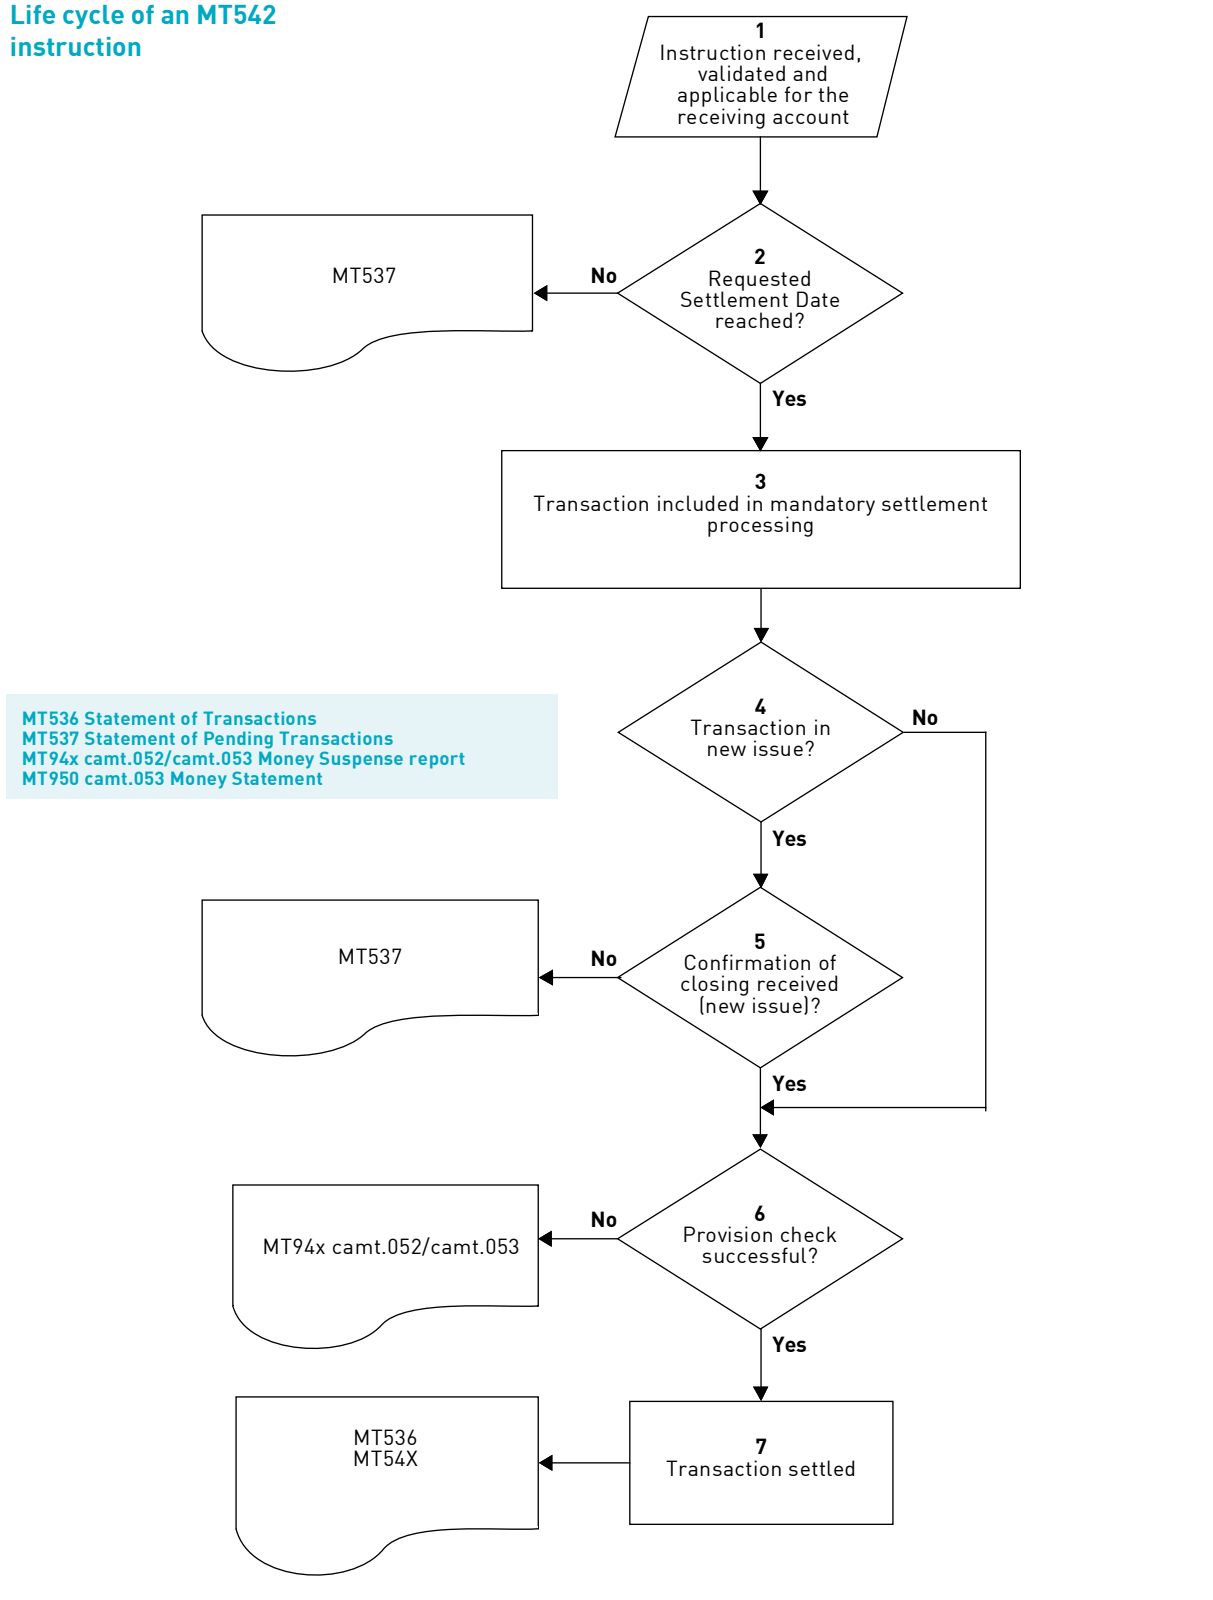 Life cycle of an MT542
instruction
1
Instruction received,
validated and
applicable for the
receiving account
2
Requested
Settlement Date
reached?
No
MT537
Yes
3
Transaction included in mandatory settlement
processing
4
Transaction in
new issue?
No
MT536 Statement of Transactions
MT537 Statement of Pending Transactions
MT94x camt.052/camt.053 Money Suspense report
MT950 camt.053 Money Statement
Yes
5
Confirmation of
closing received
(new issue)?
No
MT537
Yes
6
Provision check
successful?
No
MT94x camt.052/camt.053
Yes
7
Transaction settled
MT536
MT54X